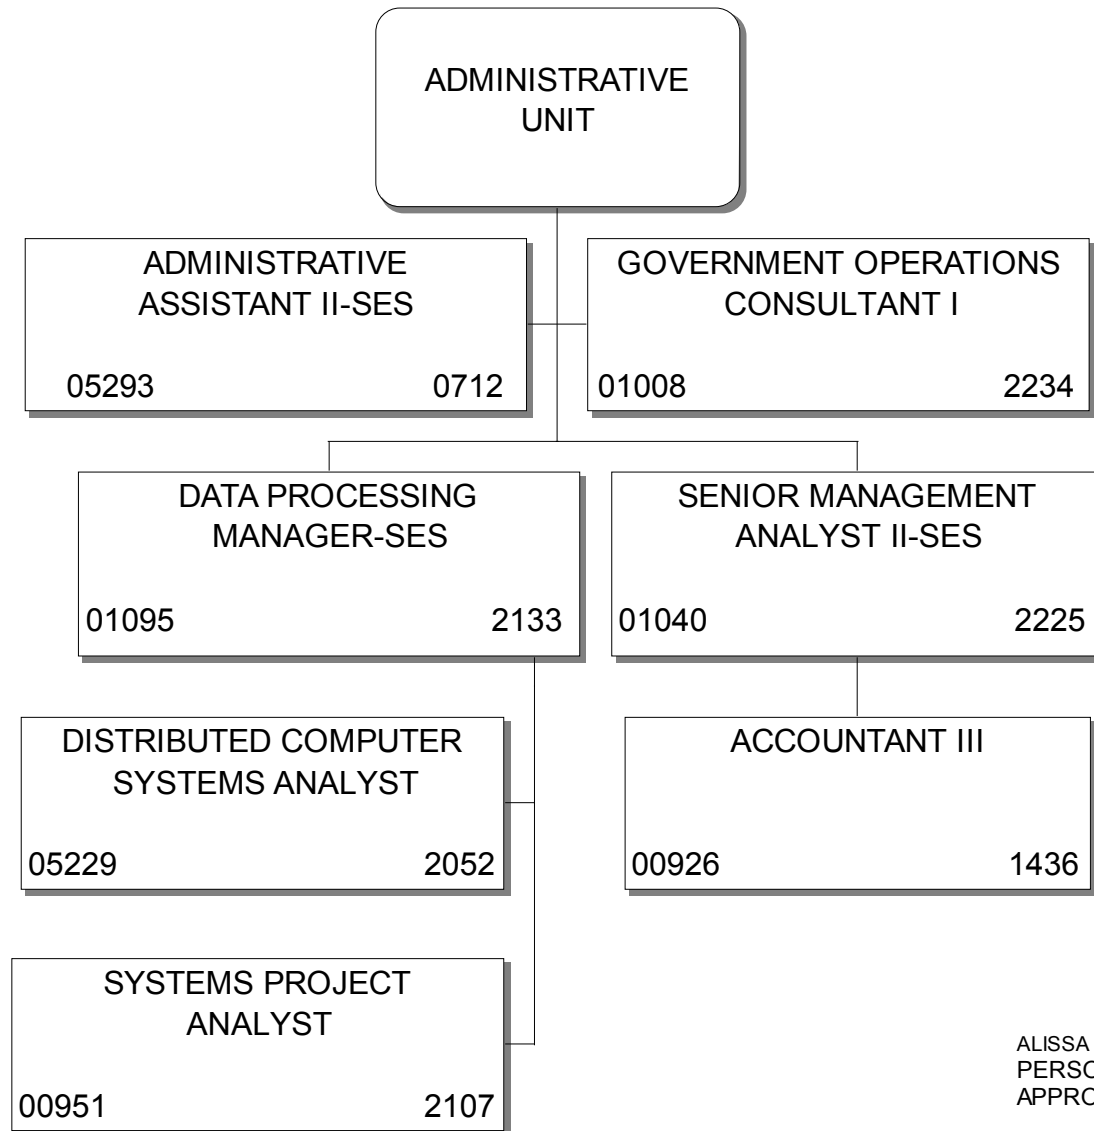 ADMINISTRATIVE
UNIT
ADMINISTRATIVE
ASSISTANT II-SES
05293 0712
GOVERNMENT OPERATIONS
CONSULTANT I
01008 2234
DATA PROCESSING
MANAGER-SES
01095 2133
SENIOR MANAGEMENT
ANALYST II-SES
01040 2225
DISTRIBUTED COMPUTER
SYSTEMS ANALYST
05229 2052
ACCOUNTANT III
00926 1436
SYSTEMS PROJECT
ANALYST
00951 2107
ALISSA